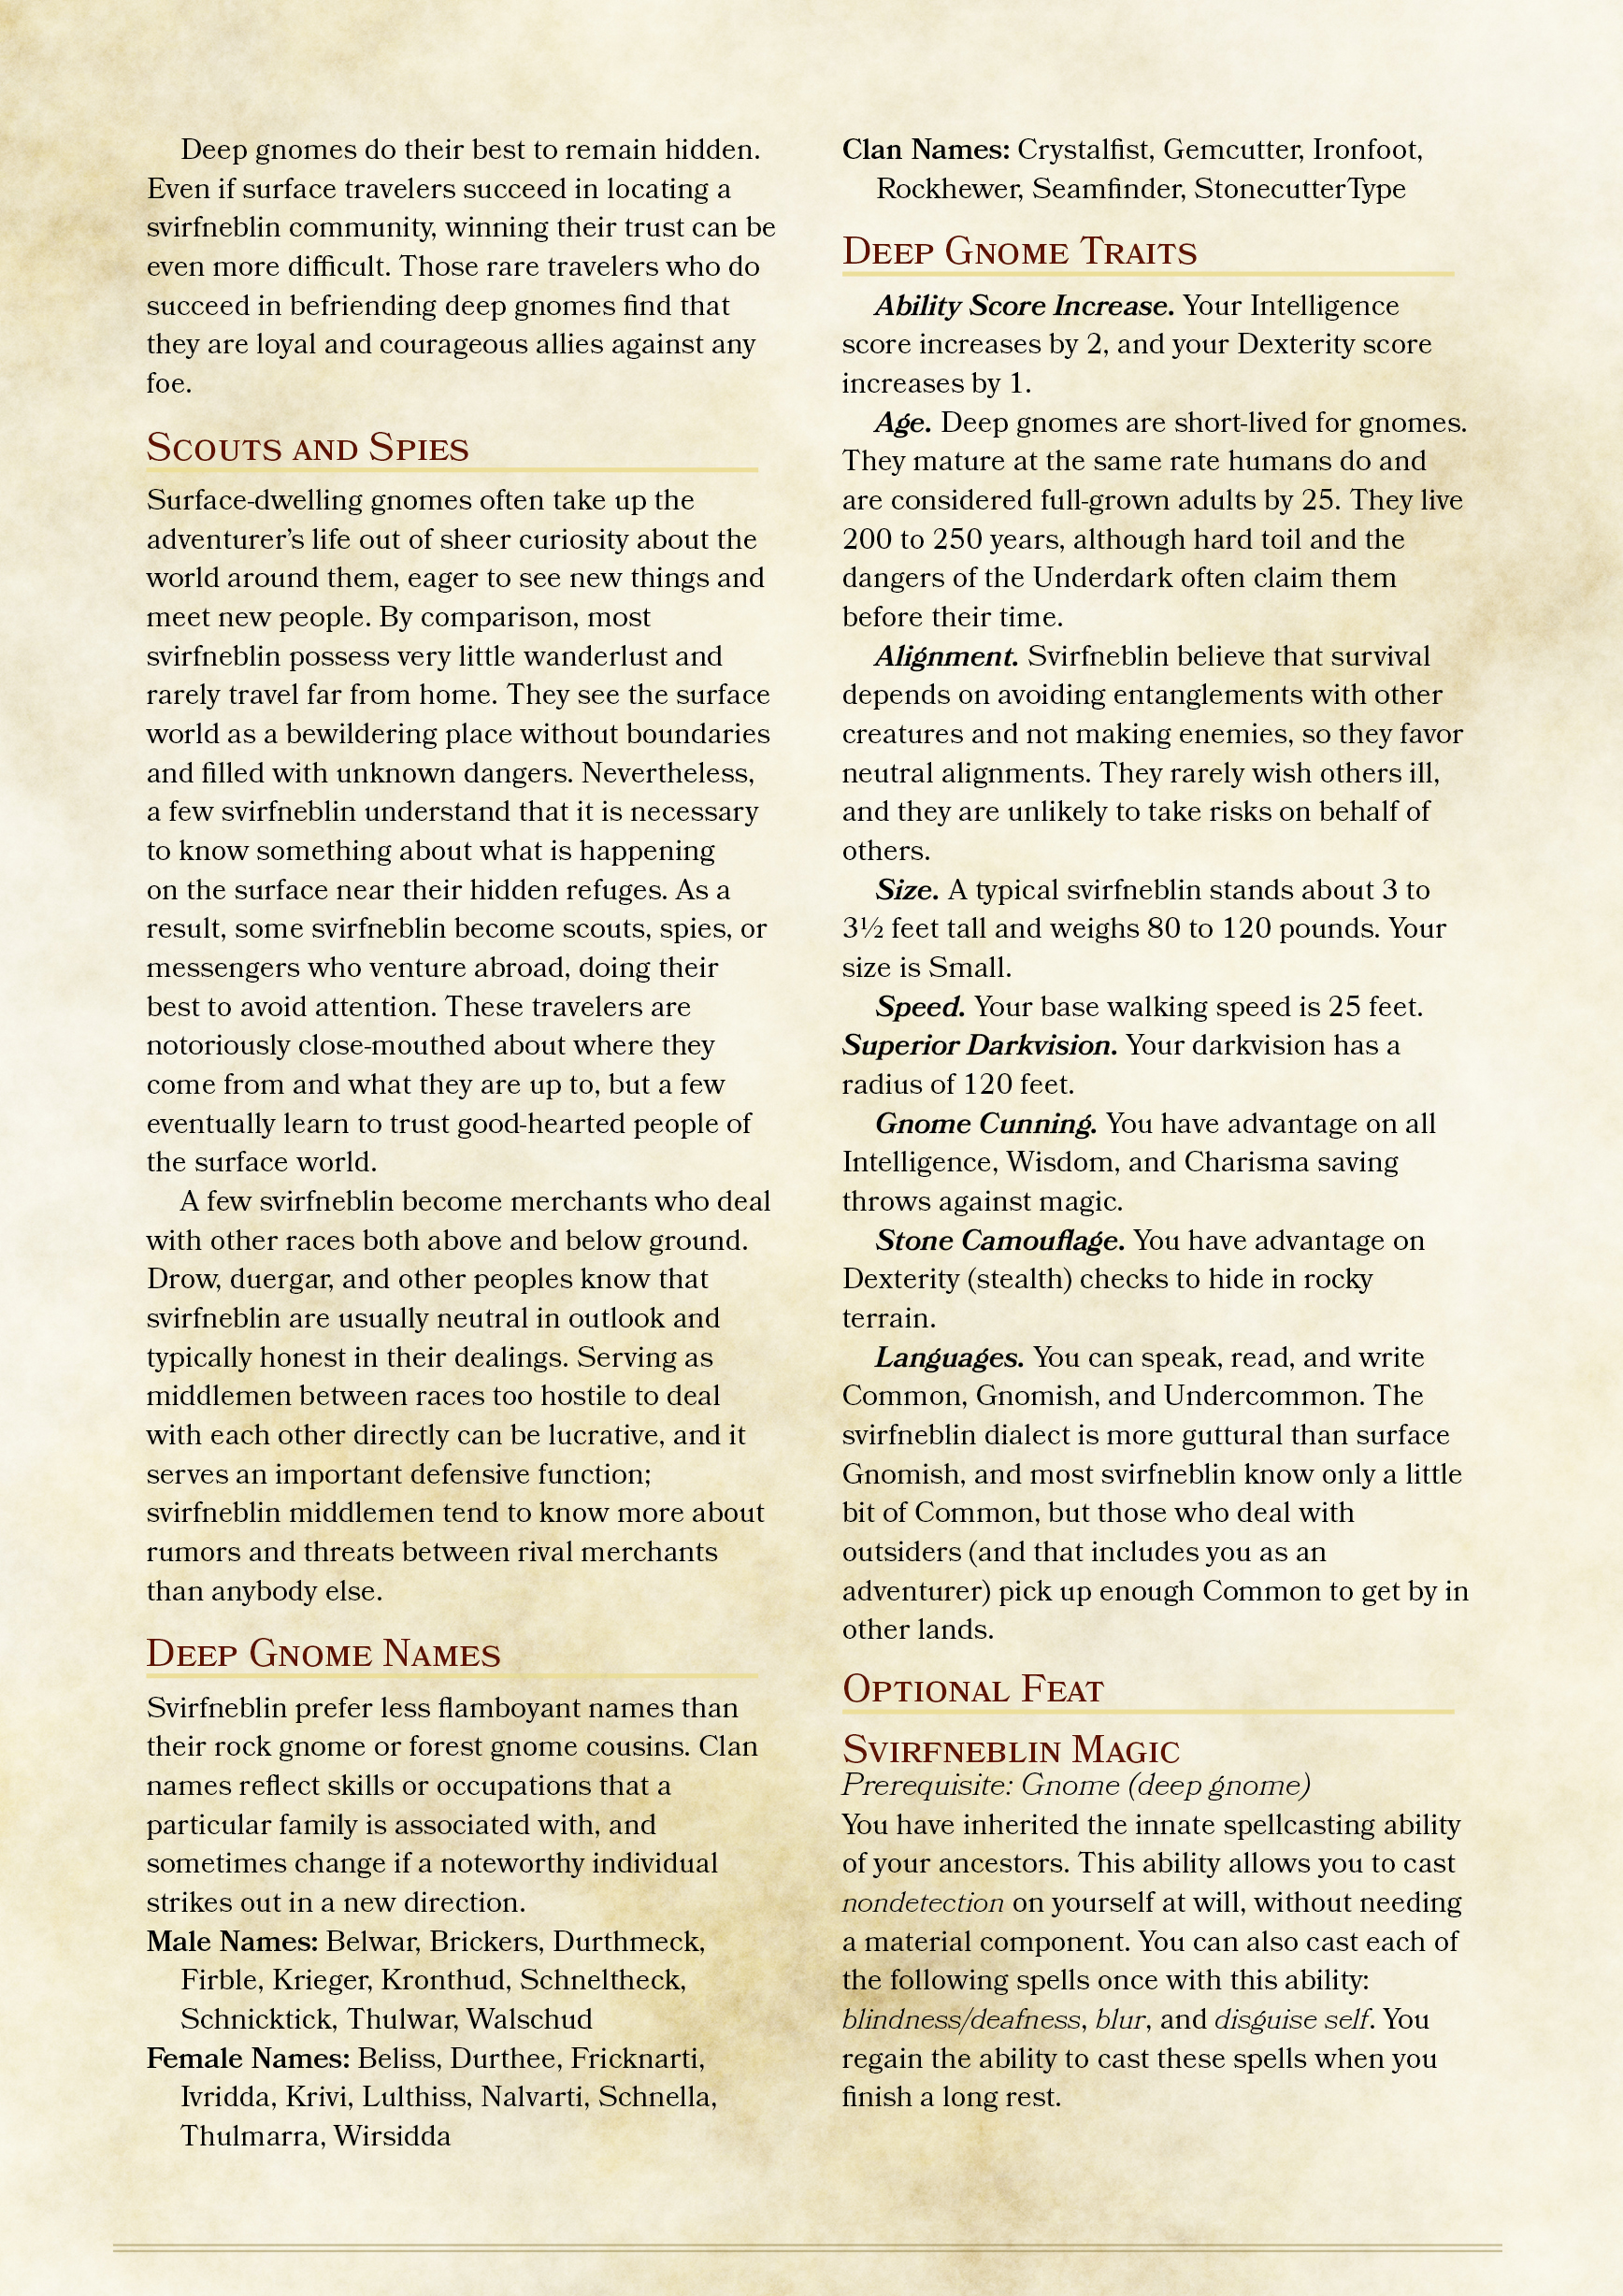 Deep gnomes do their best to remain hidden.
Even if surface travelers succeed in locating a
svirfneblin community, winning their trust can be
even more difficult. Those rare travelers who do
succeed in befriending deep gnomes find that
they are loyal and courageous allies against any
foe.
Scouts and Spies
Surface-dwelling gnomes often take up the
adventurer’s life out of sheer curiosity about the
world around them, eager to see new things and
meet new people. By comparison, most
svirfneblin possess very little wanderlust and
rarely travel far from home. They see the surface
world as a bewildering place without boundaries
and filled with unknown dangers. Nevertheless,
a few svirfneblin understand that it is necessary
to know something about what is happening
on the surface near their hidden refuges. As a
result, some svirfneblin become scouts, spies, or
messengers who venture abroad, doing their
best to avoid attention. These travelers are
notoriously close-mouthed about where they
come from and what they are up to, but a few
eventually learn to trust good-hearted people of
the surface world.
A few svirfneblin become merchants who deal
with other races both above and below ground.
Drow, duergar, and other peoples know that
svirfneblin are usually neutral in outlook and
typically honest in their dealings. Serving as
middlemen between races too hostile to deal
with each other directly can be lucrative, and it
serves an important defensive function;
svirfneblin middlemen tend to know more about
rumors and threats between rival merchants
than anybody else.
Deep Gnome Names
Svirfneblin prefer less flamboyant names than
their rock gnome or forest gnome cousins. Clan
names reflect skills or occupations that a
particular family is associated with, and
sometimes change if a noteworthy individual
strikes out in a new direction.
Male Names: Belwar, Brickers, Durthmeck,
Firble, Krieger, Kronthud, Schneltheck,
Schnicktick, Thulwar, Walschud
Female Names: Beliss, Durthee, Fricknarti,
Ivridda, Krivi, Lulthiss, Nalvarti, Schnella,
Thulmarra, Wirsidda
Clan Names: Crystalfist, Gemcutter, Ironfoot,
Rockhewer, Seamfinder, StonecutterType
Deep Gnome Traits
Ability Score Increase. Your Intelligence
score increases by 2, and your Dexterity score
increases by 1.
Age. Deep gnomes are short-lived for gnomes.
They mature at the same rate humans do and
are considered full-grown adults by 25. They live
200 to 250 years, although hard toil and the
dangers of the Underdark often claim them
before their time.
Alignment. Svirfneblin believe that survival
depends on avoiding entanglements with other
creatures and not making enemies, so they favor
neutral alignments. They rarely wish others ill,
and they are unlikely to take risks on behalf of
others.
Size. A typical svirfneblin stands about 3 to
3½ feet tall and weighs 80 to 120 pounds. Your
size is Small.
Speed. Your base walking speed is 25 feet.
Superior Darkvision. Your darkvision has a
radius of 120 feet.
Gnome Cunning. You have advantage on all
Intelligence, Wisdom, and Charisma saving
throws against magic.
Stone Camouflage. You have advantage on
Dexterity (stealth) checks to hide in rocky
terrain.
Languages. You can speak, read, and write
Common, Gnomish, and Undercommon. The
svirfneblin dialect is more guttural than surface
Gnomish, and most svirfneblin know only a little
bit of Common, but those who deal with
outsiders (and that includes you as an
adventurer) pick up enough Common to get by in
other lands.
Optional Feat
Svirfneblin Magic
Prerequisite: Gnome (deep gnome)
You have inherited the innate spellcasting ability
of your ancestors. This ability allows you to cast
nondetection on yourself at will, without needing
a material component. You can also cast each of
the following spells once with this ability:
blindness/deafness, blur, and disguise self. You
regain the ability to cast these spells when you
finish a long rest.